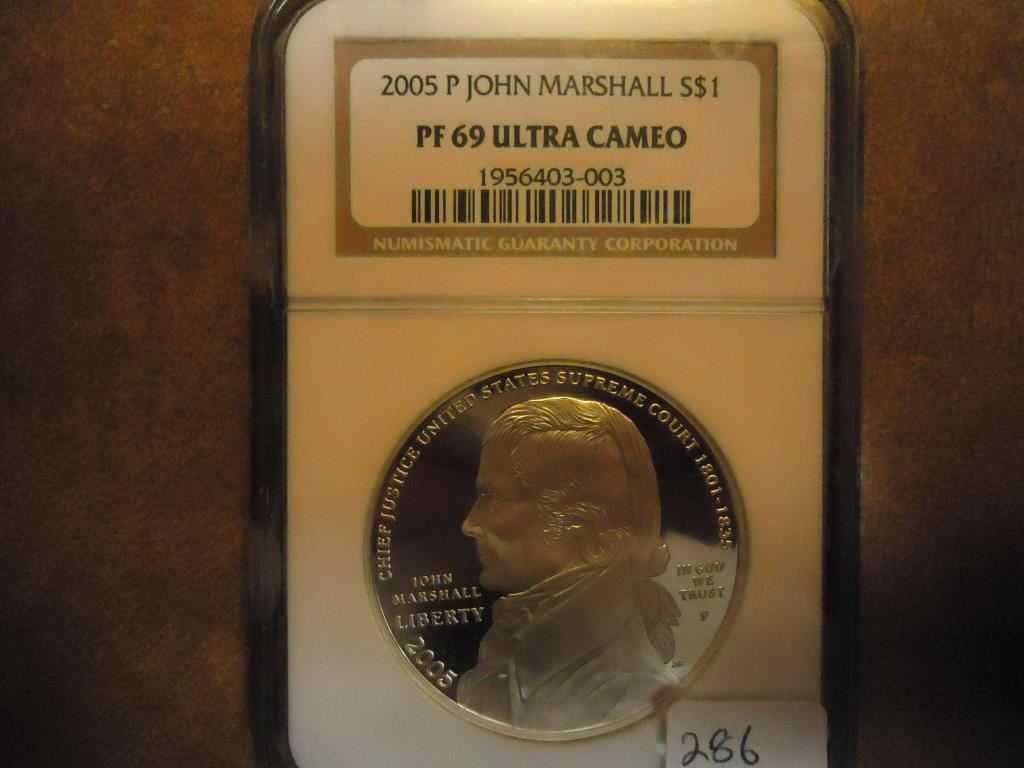 2005 P JOHN MARSHALL S$1
PF 69 ULTRA CAMEO
1956403-003
NUMISMATIC GUARANTY CORPORATION
CHIEF JUSTICE UNITED STATES SUPREME COURT 1801-1835
JOHN
MARSHALL
LIBERTY
2005
IN GOD
WE
TRUST
P
286